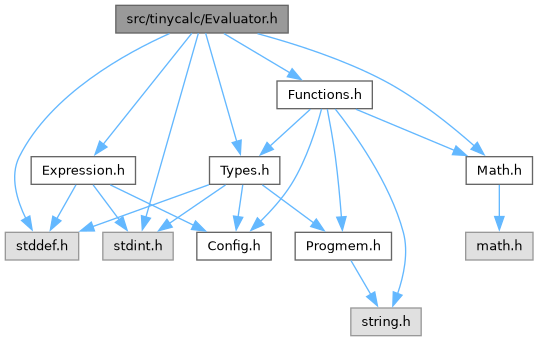 src/tinycalc/Evaluator.h
Functions.h
Expression.h
Types.h
Math.h
stddef.h
stdint.h
Config.h
Progmem.h
math.h
string.h